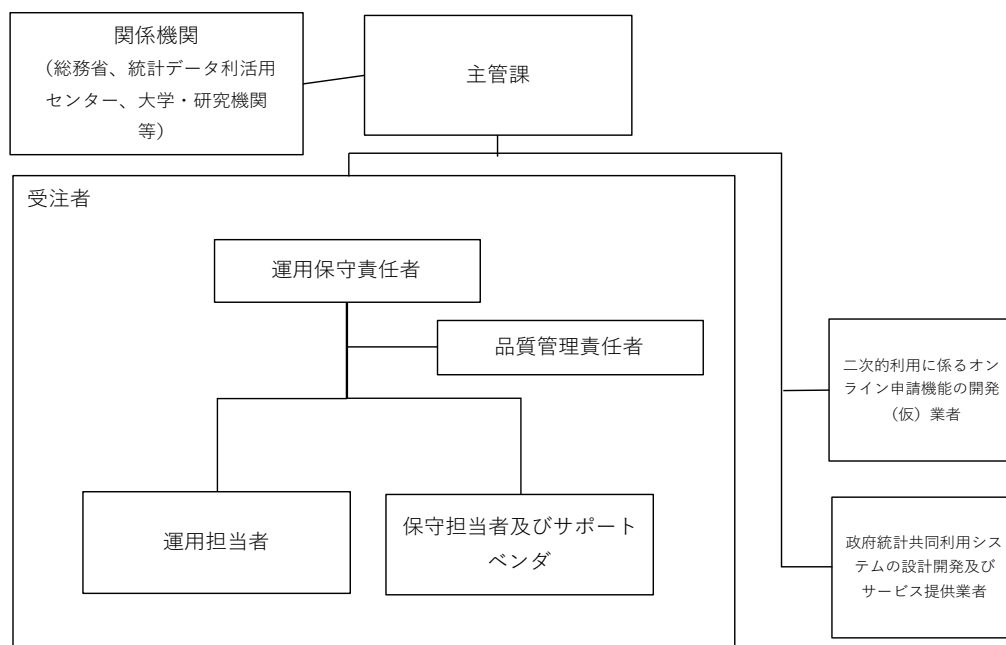 関係機関
（総務省、統計データ利活用
センター、大学・研究機関
等）
主管課
受注者
運用保守責任者
品質管理責任者
運用担当者
保守担当者及びサポート
ベンダ
二次的利用に係るオン
ライン申請機能の開発
（仮）業者
政府統計共同利用シス
テムの設計開発及び
サービス提供業者